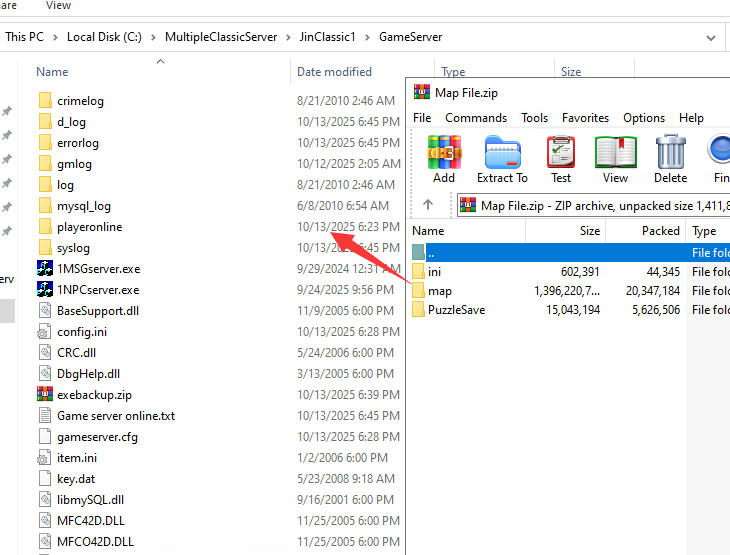 are View
This PC > Local Disk (C:) > MultipleClassicServer > JinClassic1 > GameServer
Name Date modified Type Size
crimelog 8/21/2010 2:46 AM
d_log 10/13/2025 6:45 PM
errorlog 10/13/2025 6:45 PM
gmlog 10/12/2025 2:05 AM
log 8/21/2010 2:46 AM
mysql_log 6/8/2010 6:54 AM
playeronline 10/13/2025 6:23 PM
syslog 10/13/2025 6:45 PM
1MSGserver.exe 9/29/2024 12:31 AM
1NPCserver.exe 9/24/2025 9:56 PM
BaseSupport.dll 11/9/2005 6:00 PM
config.ini 10/13/2025 6:28 PM
CRC.dll 5/24/2006 6:00 PM
DbgHelp.dll 3/13/2005 6:00 PM
exebackup.zip 10/13/2025 6:39 PM
Game server online.txt 10/13/2025 6:45 PM
gameserver.cfg 10/13/2025 6:28 PM
item.ini 1/2/2006 6:00 PM
key.dat 5/23/2008 9:18 AM
libmySQL.dll 9/16/2001 6:00 PM
MFC42D.DLL 11/25/2005 6:00 PM
MFCO42D.DLL 11/25/2005 6:00 PM
Map File.zip
File Commands Tools Favorites Options Help
Add Extract To Test View Delete Fin
Map File.zip - ZIP archive, unpacked size 1,411,8
Name Size Packed Type
.. File fold
ini 602,391 44,345 File fold
map 1,396,220,7... 20,347,184 File fold
PuzzleSave 15,043,194 5,626,506 File fold